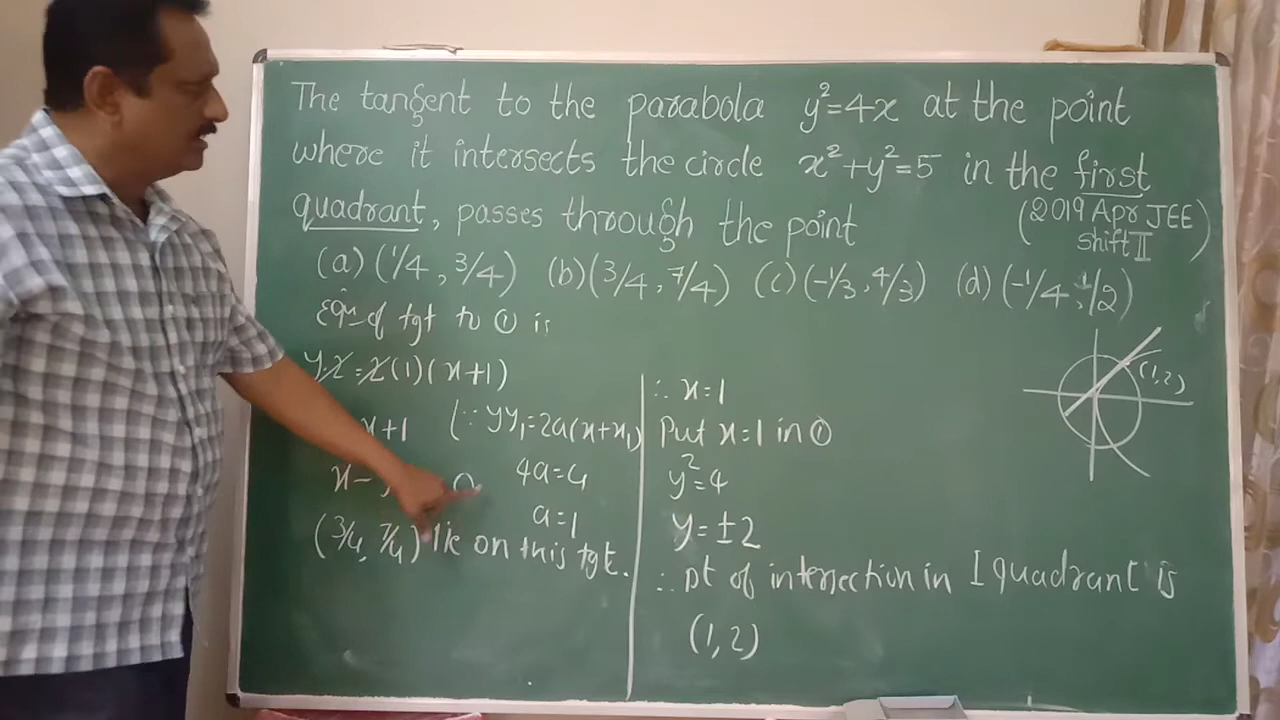 The tangent to the parabola y²=4x at the point
where it intersects the circle x²+y²=5 in the first
quadrant, passes through the point
(2019 Apr JEE
Shift II)
(a) (1/4, 3/4) (b) (3/4, 7/4) (c) (-1/3, 4/3) (d) (-1/4, 1/2)
Eqn of tgt to ① is
y·2=2(1)(x+1)
x+1 (∵ yy₁=2a(x+x₁)
x- 0 4a=4
a=1
(3/4, 7/4) lie on this tgt.
∴ x=1
Put x=1 in ①
y²=4
y=±2
∴ pt of intersection in I quadrant is
(1,2)
(1,2)